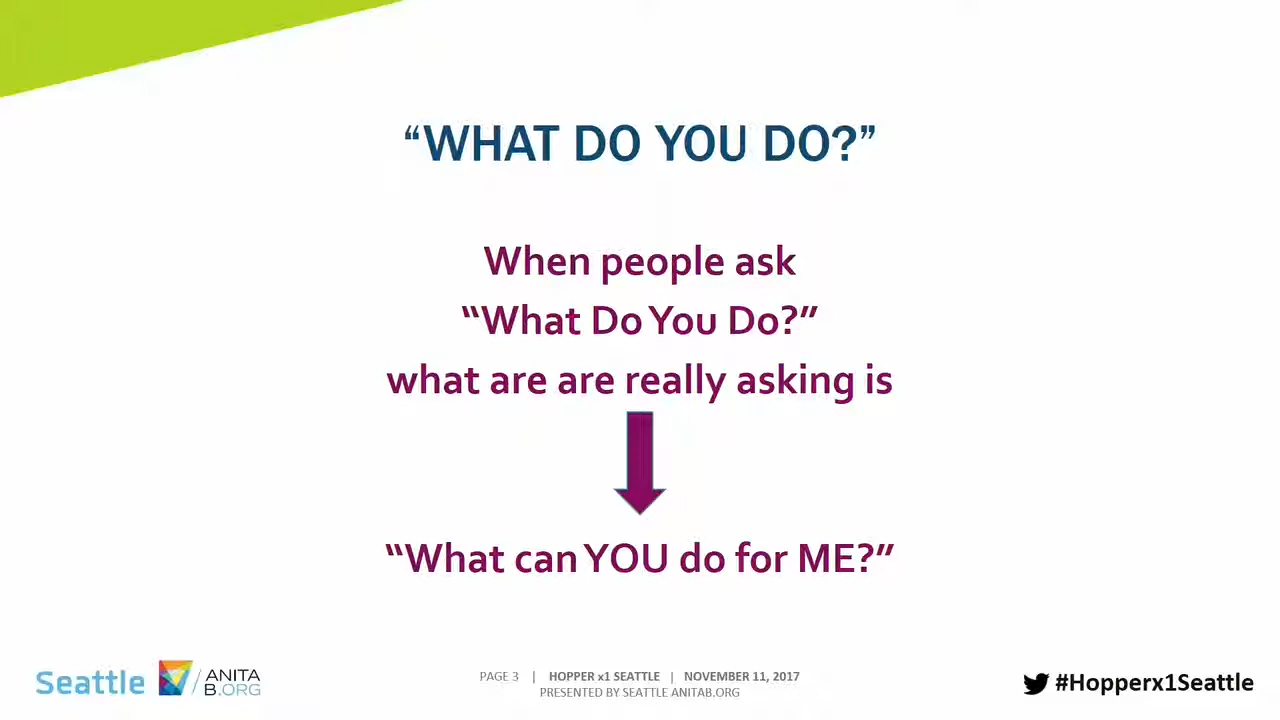 “WHAT DO YOU DO?”
When people ask
“What Do You Do?”
what are are really asking is
“What can YOU do for ME?”
Seattle
ANITA
B.ORG
PAGE 3 | HOPPER x1 SEATTLE | NOVEMBER 11, 2017
PRESENTED BY SEATTLE ANITAB.ORG
#Hopperx1Seattle